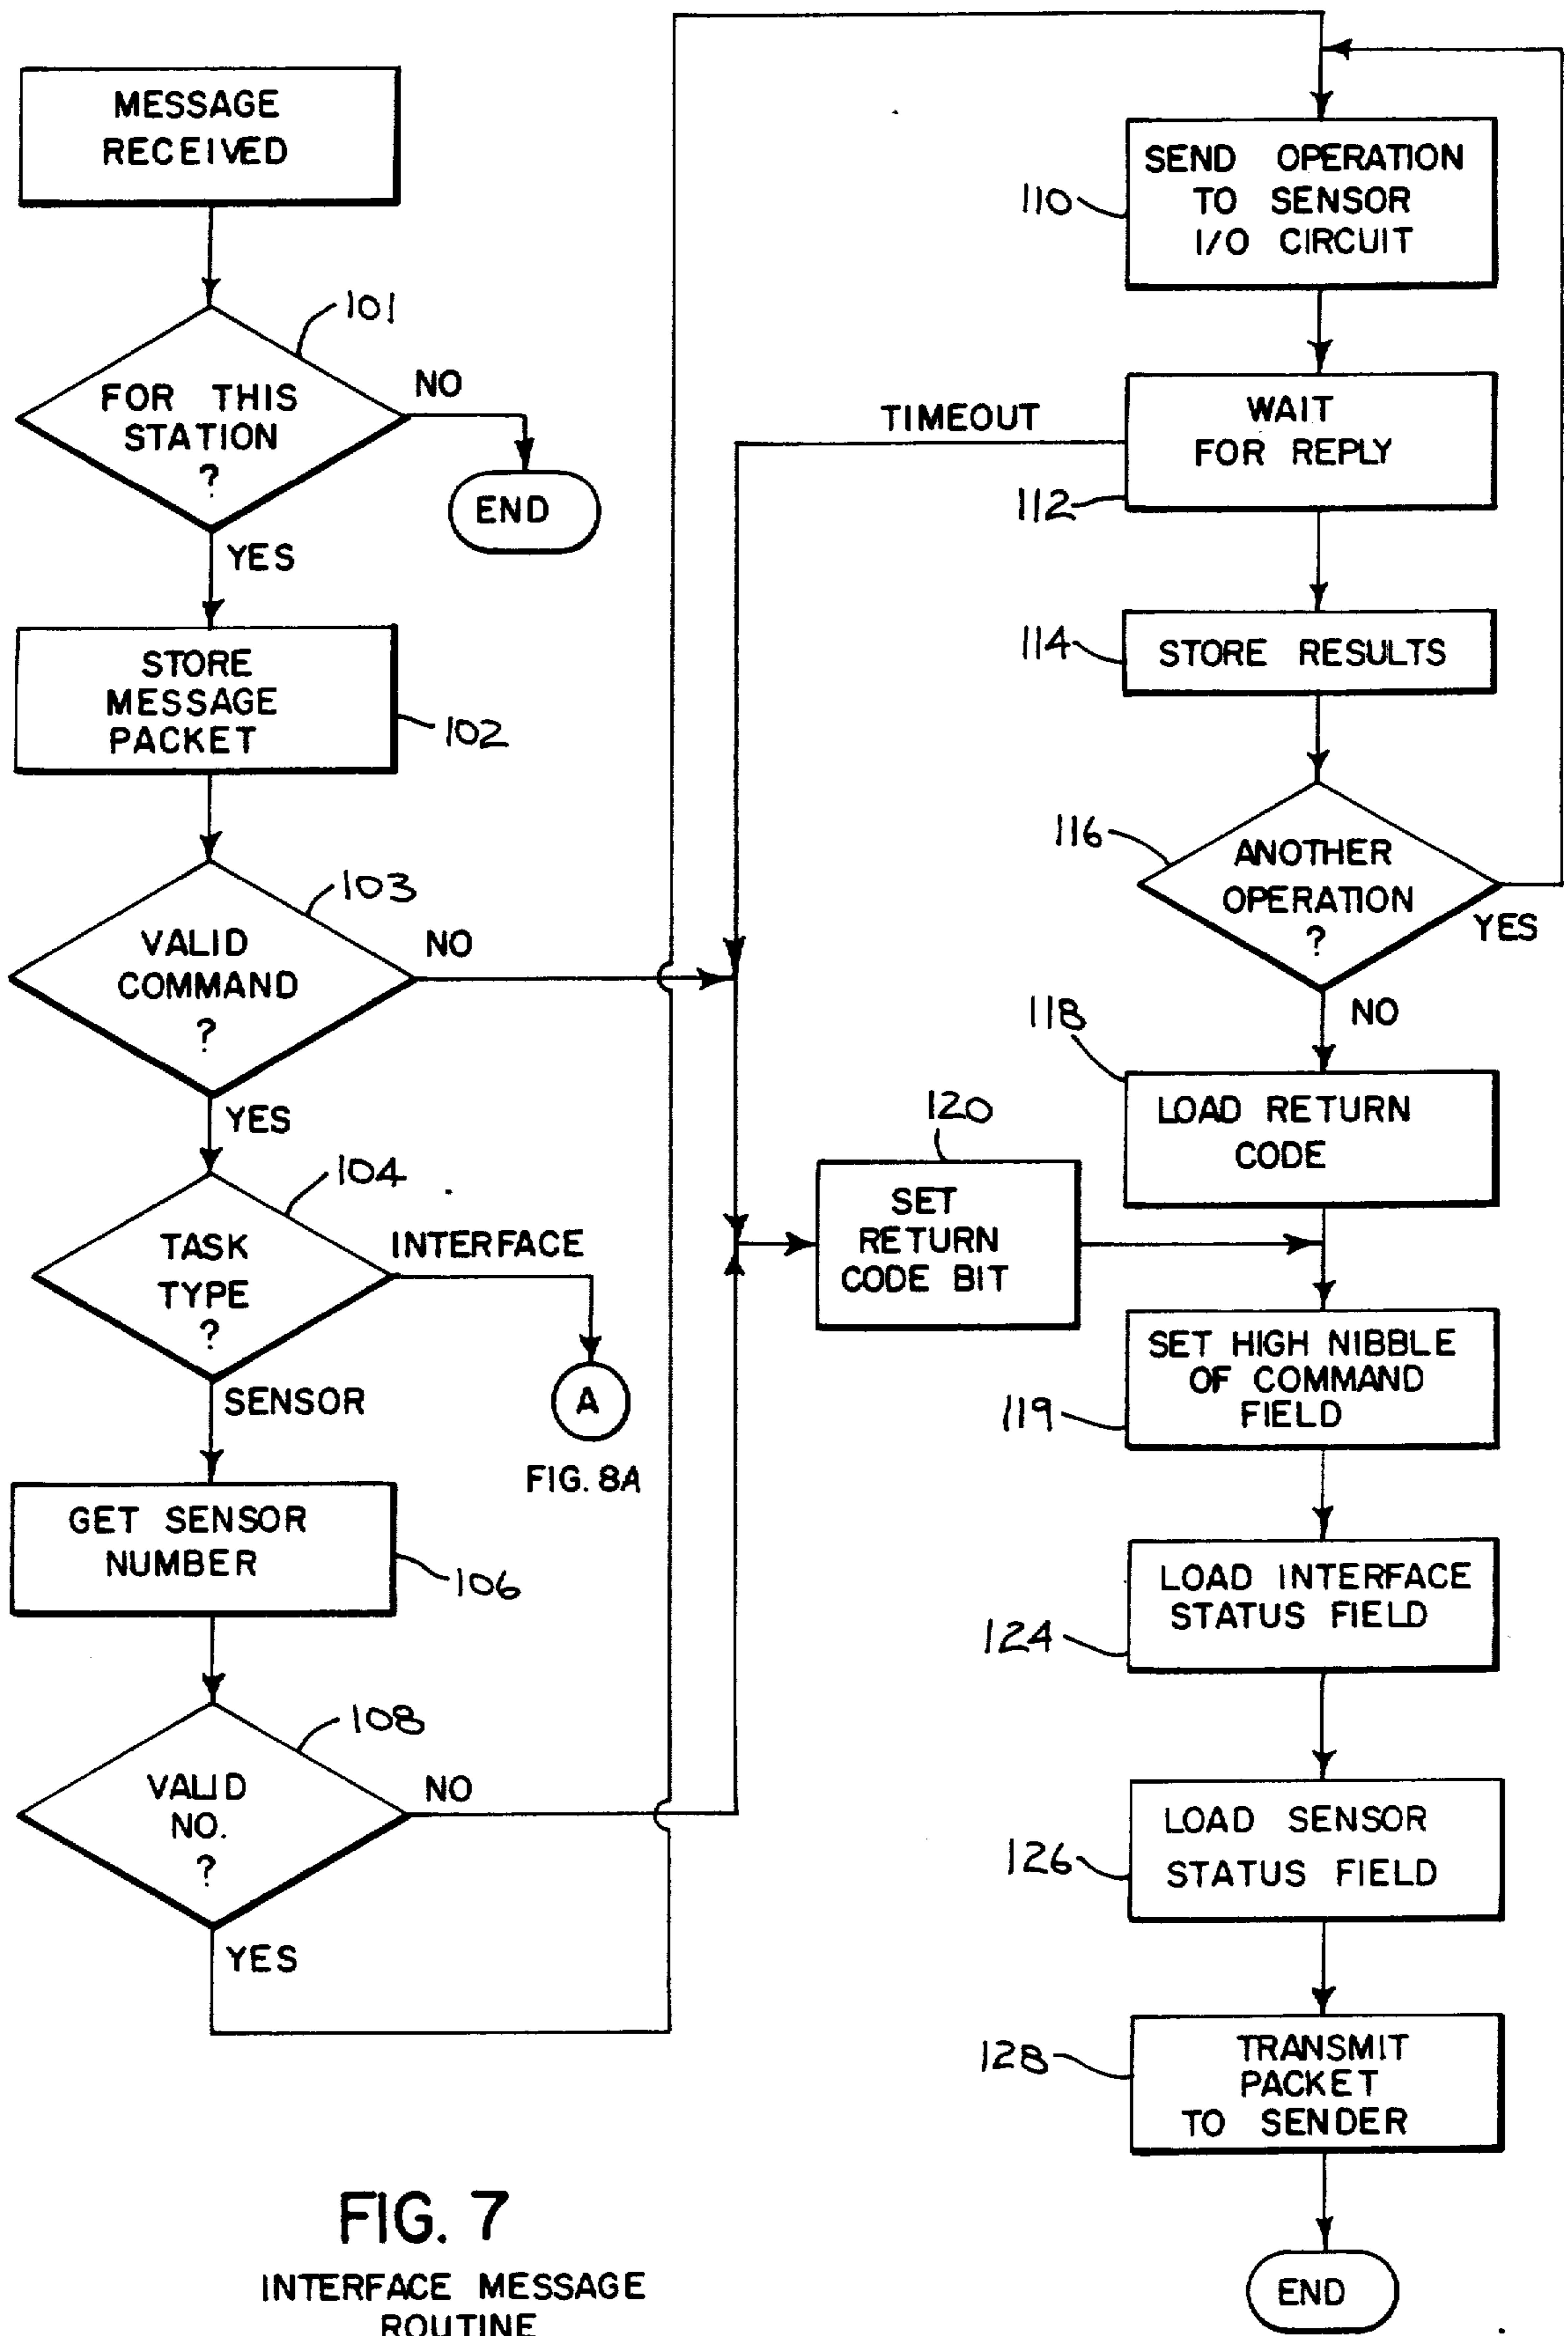 MESSAGE
RECEIVED
101
FOR THIS
STATION
?
NO
END
YES
STORE
MESSAGE
PACKET
102
103
VALID
COMMAND
?
NO
YES
104
TASK
TYPE
?
INTERFACE
A
FIG. 8A
SENSOR
GET SENSOR
NUMBER
106
108
VALID
NO.
?
NO
YES
110
SEND OPERATION
TO SENSOR
I/O CIRCUIT
TIMEOUT
WAIT
FOR REPLY
112
114
STORE RESULTS
116
ANOTHER
OPERATION
?
YES
NO
118
LOAD RETURN
CODE
120
SET
RETURN
CODE BIT
SET HIGH NIBBLE
OF COMMAND
FIELD
119
LOAD INTERFACE
STATUS FIELD
124
LOAD SENSOR
STATUS FIELD
126
128
TRANSMIT
PACKET
TO SENDER
END
FIG. 7
INTERFACE MESSAGE
ROUTINE